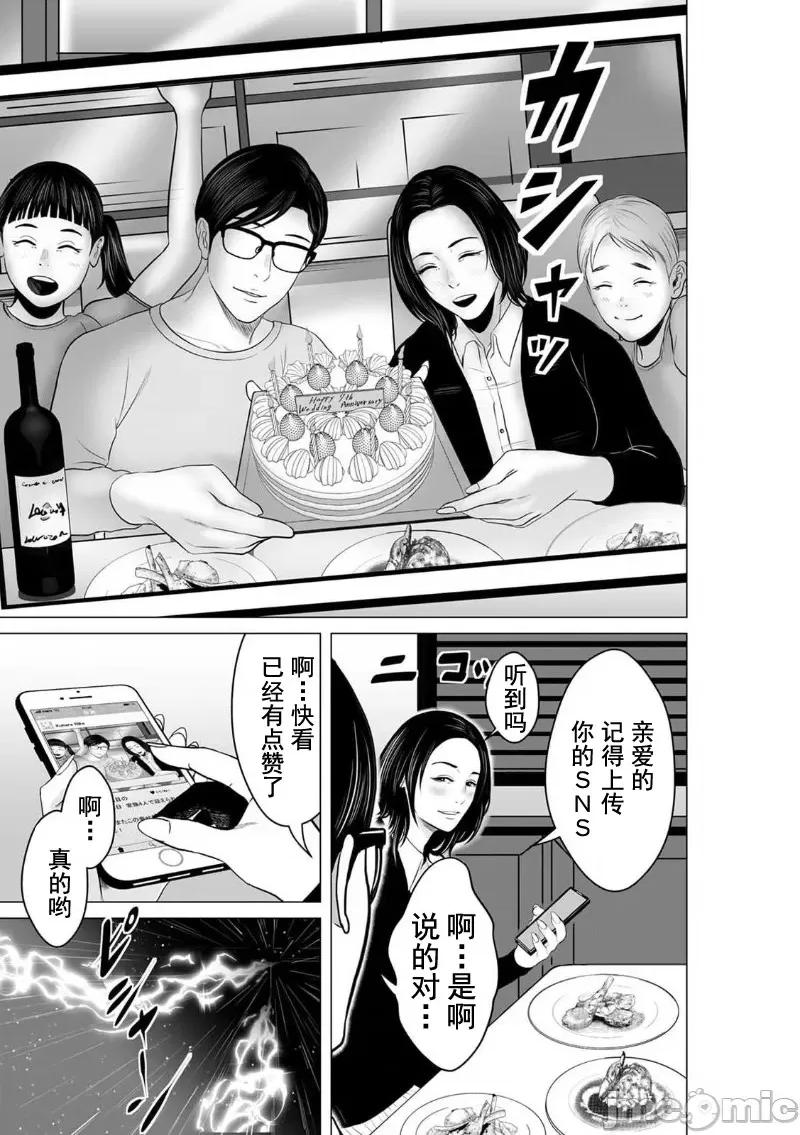 カシャッ
Happy 7th
Wedding Anniversary
亲爱的
记得上传
你的SNS
听到吗
ニコッ
啊…是啊
说的对…
啊…快看
已经有点赞了
啊…
真的哟
ピシャーッ
jmcomic